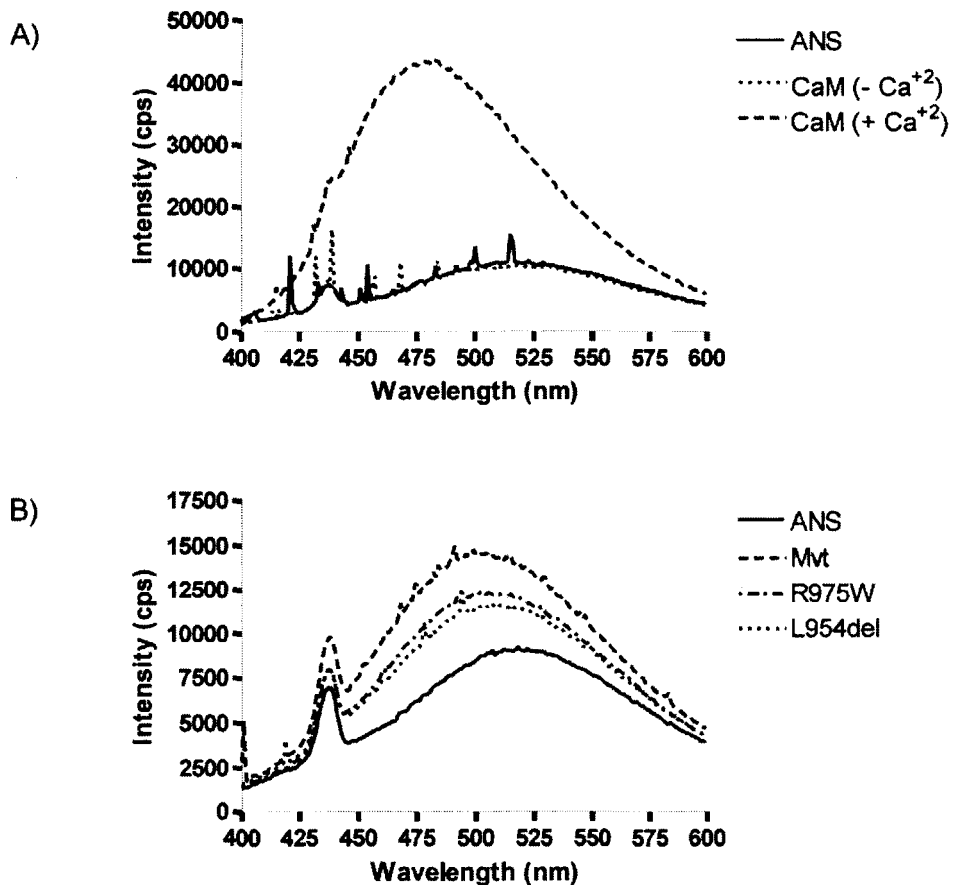 A)
50000
40000
30000
20000
10000
0
Intensity (cps)
400 425 450 475 500 525 550 575 600
Wavelength (nm)
ANS
CaM (- Ca+2)
CaM (+ Ca+2)
B)
17500
15000
12500
10000
7500
5000
2500
0
Intensity (cps)
400 425 450 475 500 525 550 575 600
Wavelength (nm)
ANS
Mvt
R975W
L954del